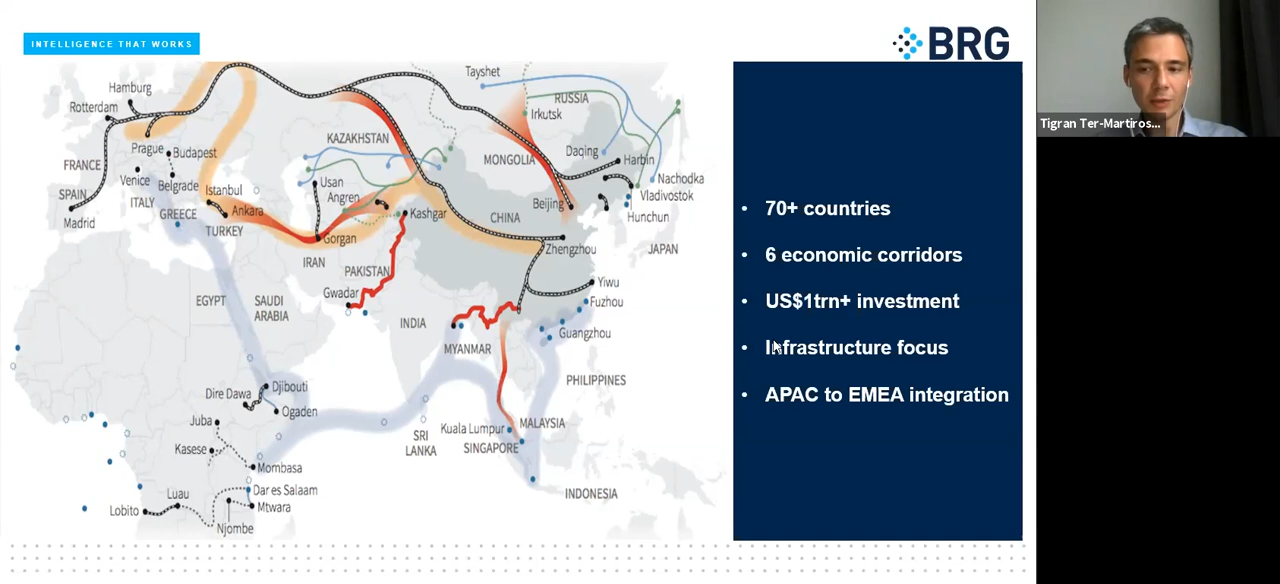 INTELLIGENCE THAT WORKS
BRG
Tayshet
Hamburg
RUSSIA
Rotterdam
Irkutsk
KAZAKHSTAN
Prague
Budapest
Daqing
Harbin
FRANCE
MONGOLIA
Venice
Usan
Nachodka
Belgrade
Istanbul
SPAIN
ITALY
Angren
Vladivostok
Ankara
Beijing
Madrid
GREECE
Kashgar
CHINA
Hunchun
TURKEY
Gorgan
Zhengzhou
JAPAN
IRAN
PAKISTAN
Yiwu
Gwadar
EGYPT
SAUDI
ARABIA
Fuzhou
INDIA
Guangzhou
MYANMAR
PHILIPPINES
Djibouti
Dire Dawa
Ogaden
Juba
Kuala Lumpur
MALAYSIA
SRI
LANKA
SINGAPORE
Kasese
Mombasa
Luau
Dar es Salaam
INDONESIA
Lobito
Mtwara
Njombe
• 70+ countries
• 6 economic corridors
• US$1trn+ investment
• Infrastructure focus
• APAC to EMEA integration
Tigran Ter-Martiros...